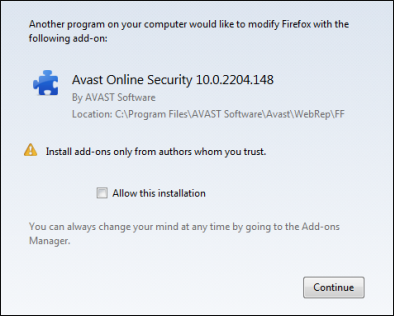 Another program on your computer would like to modify Firefox with the
following add-on:
Avast Online Security 10.0.2204.148
By AVAST Software
Location: C:\Program Files\AVAST Software\Avast\WebRep\FF
Install add-ons only from authors whom you trust.
Allow this installation
You can always change your mind at any time by going to the Add-ons
Manager.
Continue